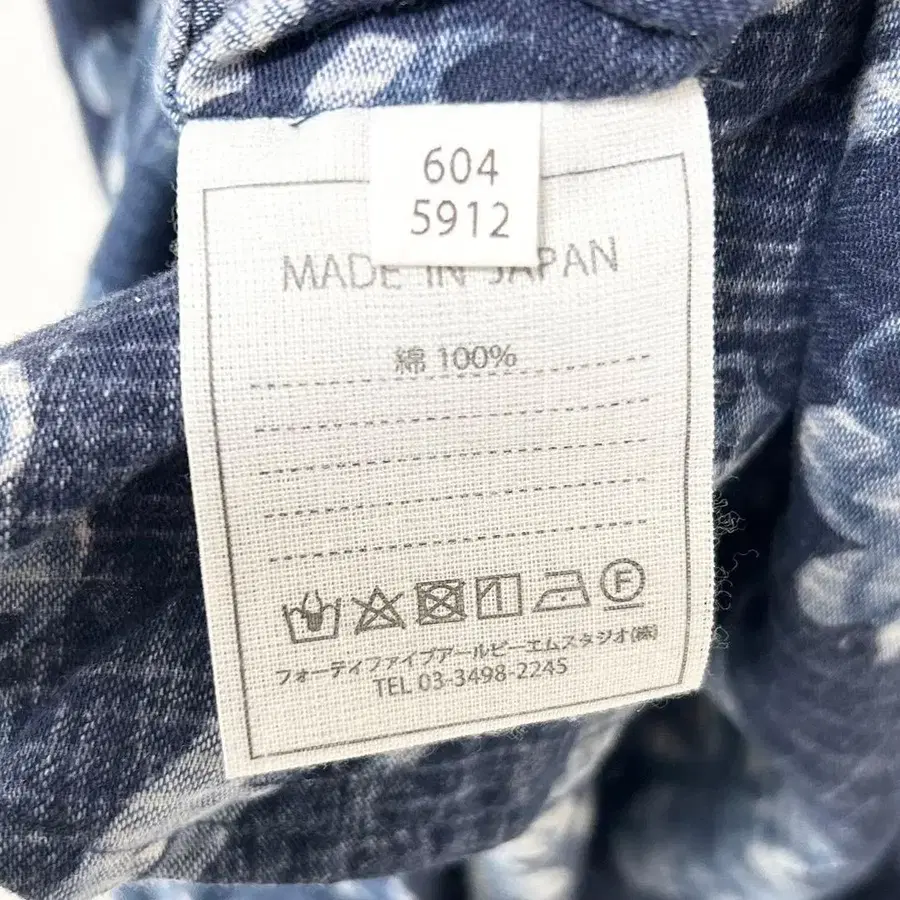 604
5912
MADE IN JAPAN
綿 100%
F
フォーティファイブアールピーエムスタジオ(株)
TEL 03-3498-2245